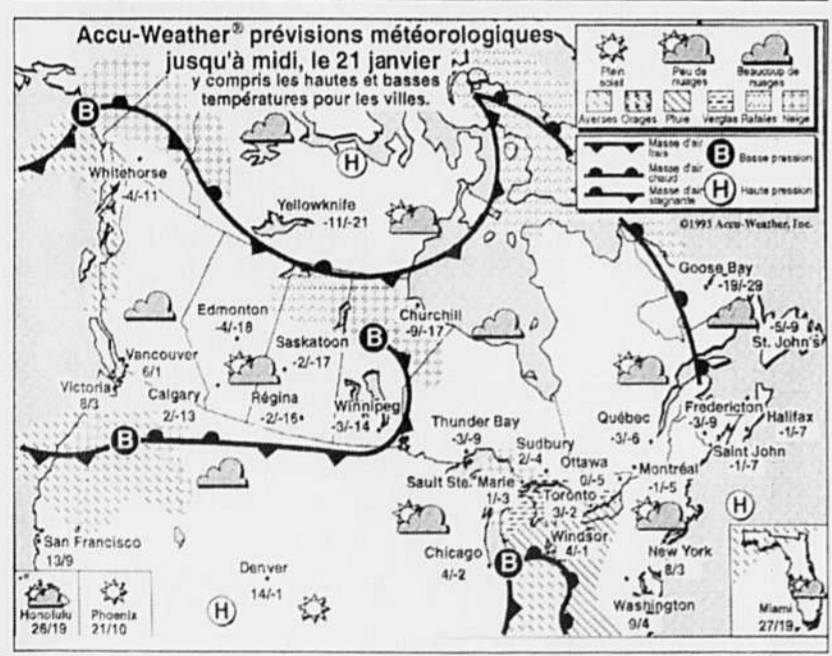 Accu-Weather® prévisions météorologiques
jusqu'à midi, le 21 janvier
y compris les hautes et basses
températures pour les villes.
Plein soleil
Peu de nuages
Beaucoup de nuages
Averses Orages Pluie Verglas Rafales Neige
Masse d'air frais
Masse d'air chaud
Masse d'air stagnante
B Basse pression
H Haute pression
©1995 Accu-Weather, Inc.
B
H
Whitehorse
-4/-11
Yellowknife
-11/-21
Goose Bay
-19/-29
Edmonton
-4/-18
Churchill
-9/-17
-5/-9
St. John's
Saskatoon
-2/-17
B
Vancouver
6/1
Victoria
8/3
Calgary
2/-13
Régina
-2/-16
Winnipeg
-3/-14
Thunder Bay
-3/-9
Québec
-3/-6
Fredericton
-3/-9
Halifax
-1/-7
Saint John
-1/-7
B
Sudbury
2/-4
Ottawa
0/-5
Montréal
-1/-5
Sault Ste. Marie
1/-3
Toronto
3/-2
H
San Francisco
13/9
Chicago
4/-2
Windsor
4/-1
New York
8/3
B
Denver
14/-1
H
Washington
9/4
Honolulu
26/19
Phoenix
21/10
Miami
27/19